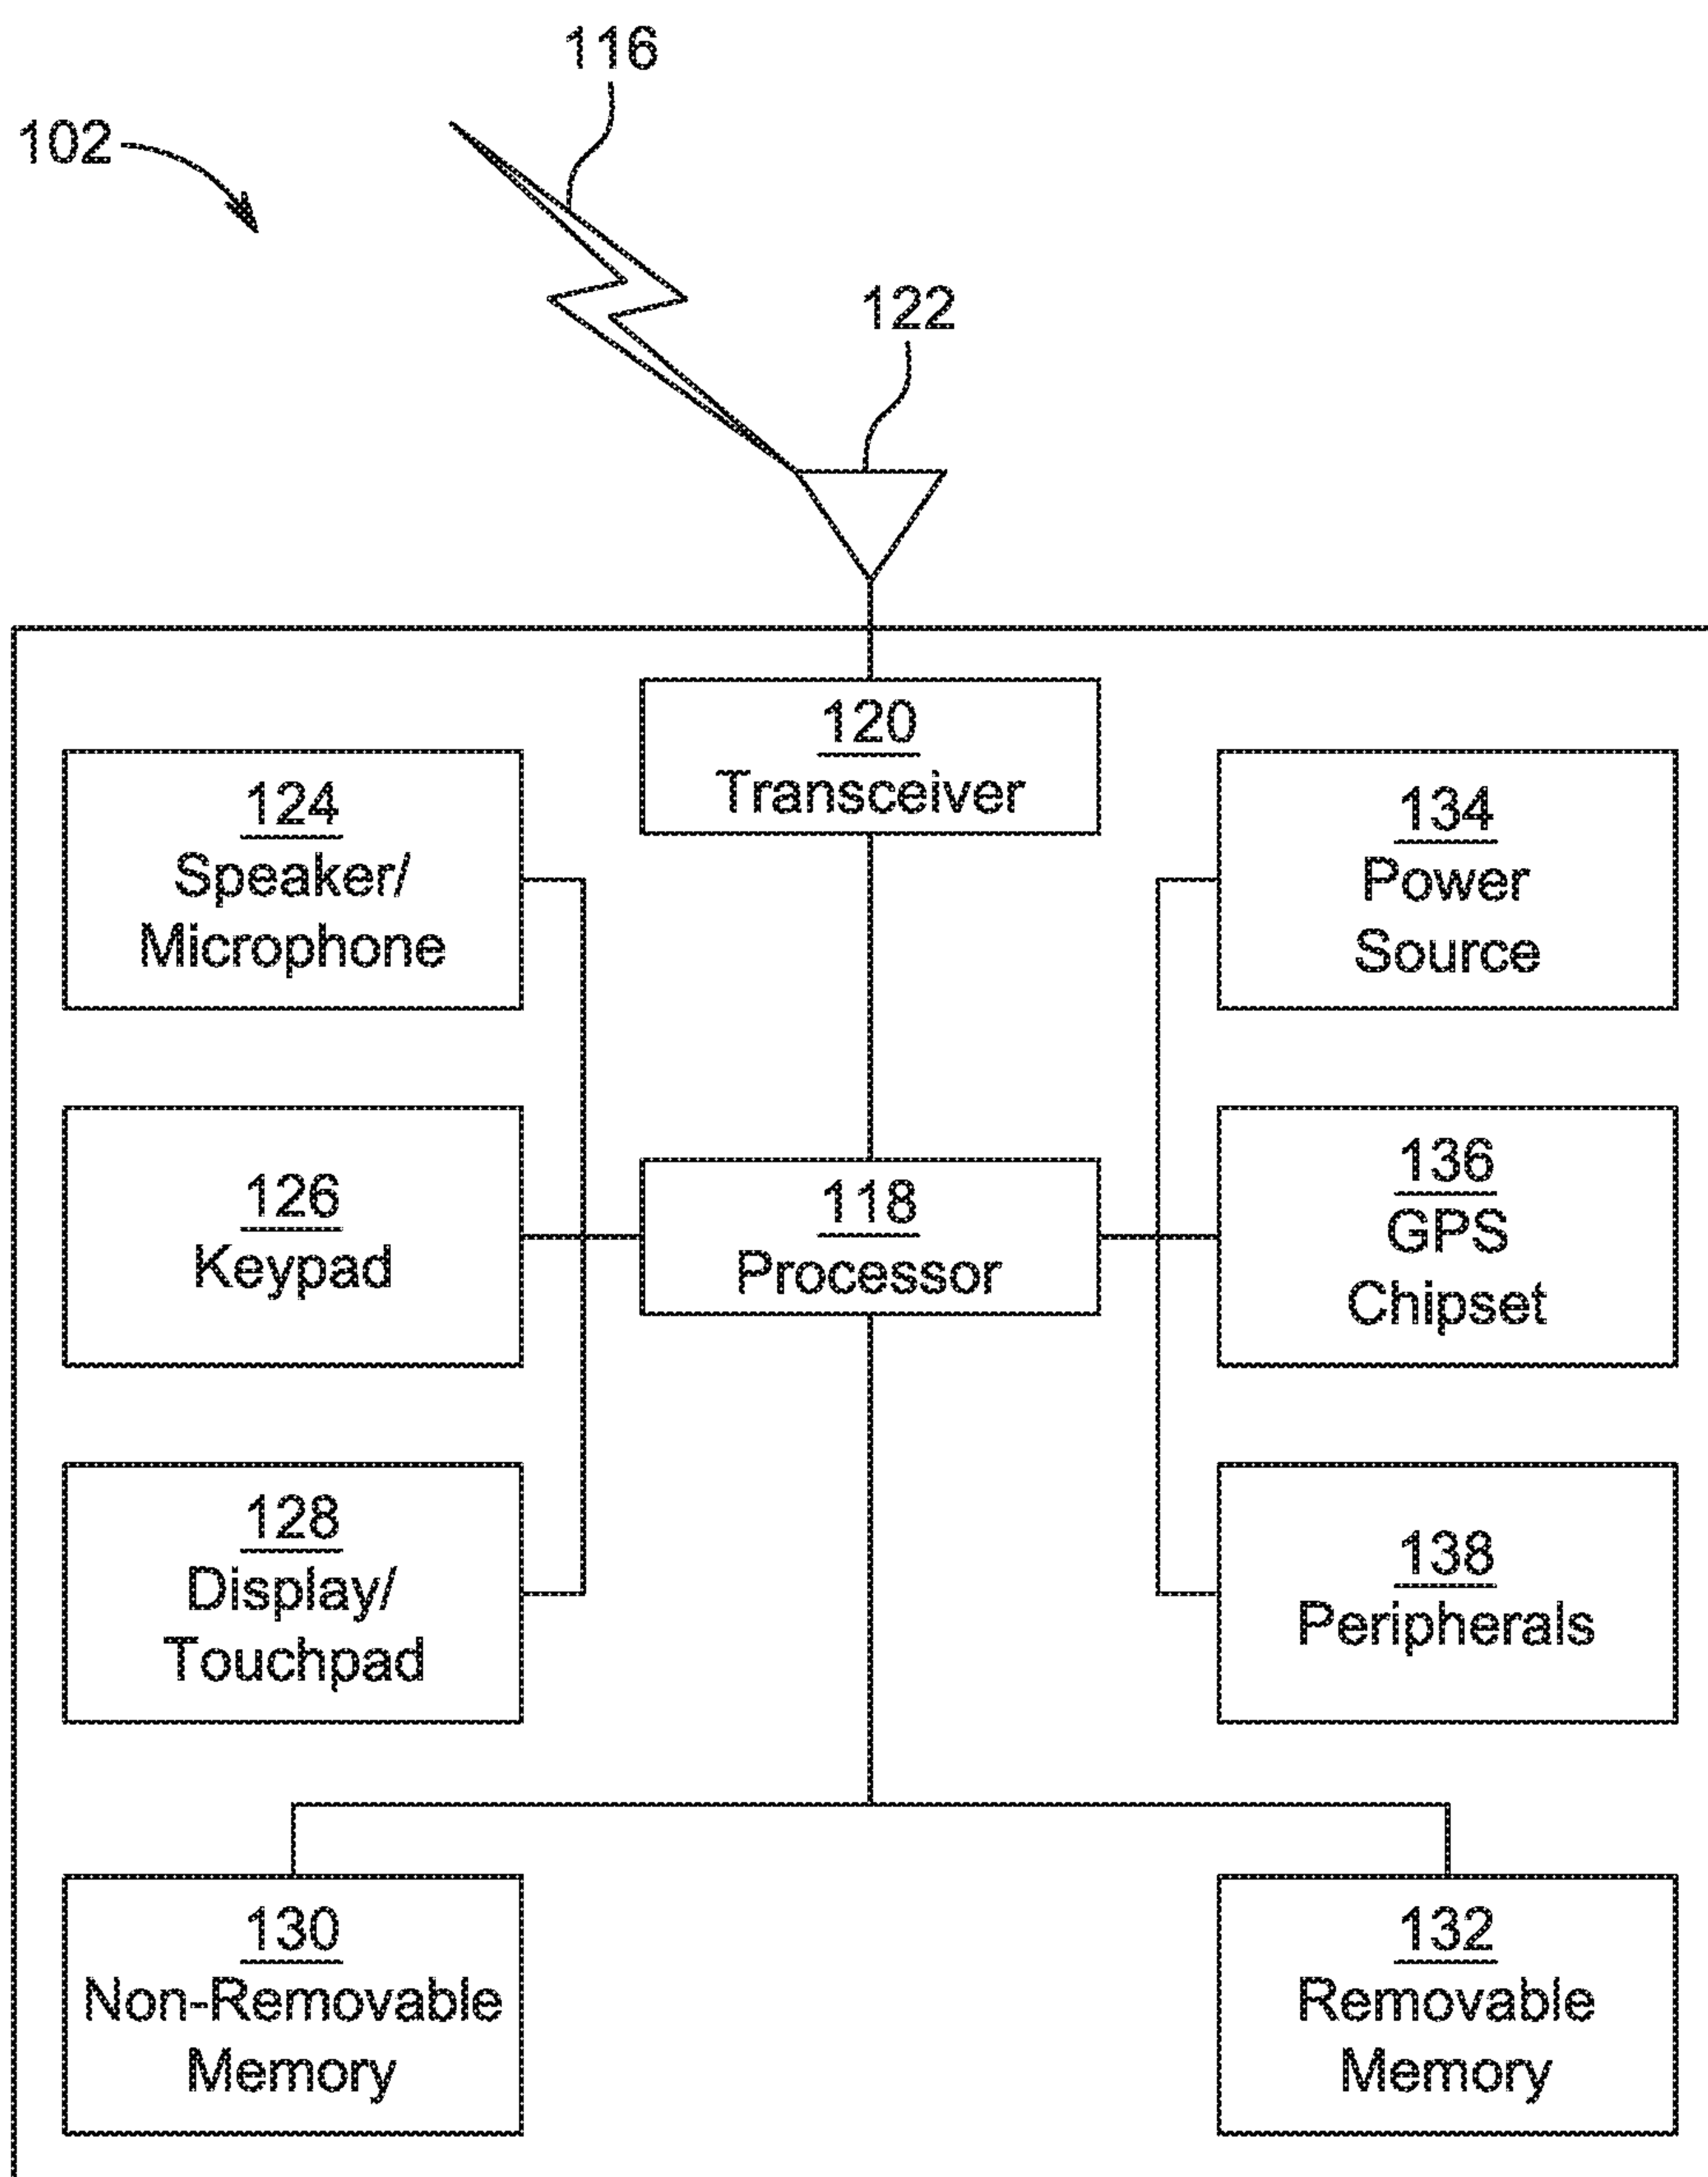 116
102
122
120
Transceiver
124
Speaker/
Microphone
134
Power
Source
126
Keypad
118
Processor
136
GPS
Chipset
128
Display/
Touchpad
138
Peripherals
130
Non-Removable
Memory
132
Removable
Memory